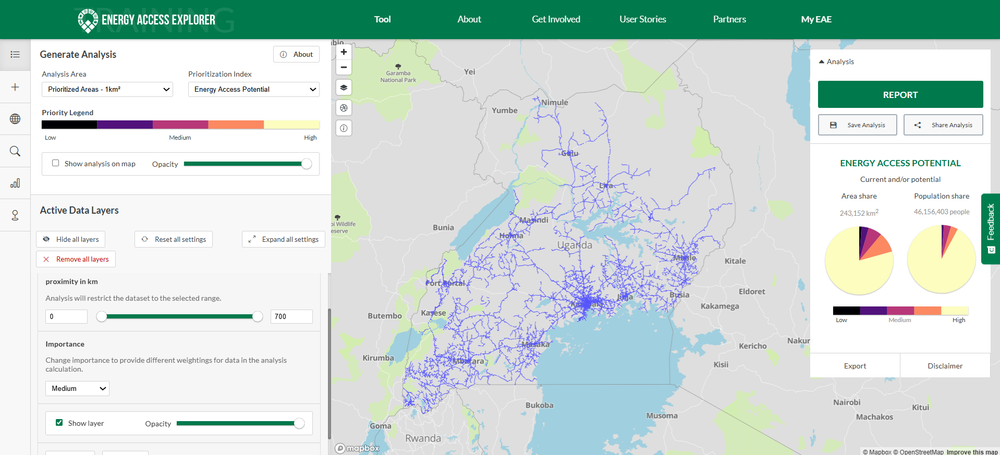 TRAINING
ENERGY ACCESS EXPLORER
Tool
About
Get Involved
User Stories
Partners
My EAE
Generate Analysis
About
Analysis Area
Prioritization Index
Prioritized Areas - 1km²
Energy Access Potential
Priority Legend
Low
Medium
High
Show analysis on map
Opacity
Active Data Layers
Hide all layers
Reset all settings
Expand all settings
Remove all layers
proximity in km
Analysis will restrict the dataset to the selected range.
0
700
Importance
Change importance to provide different weightings for data in the analysis
calculation.
Medium
Show layer
Opacity
Garamba
National Park
Yei
Yumbe
Nimule
Gulu
Lira
Bunia
Masindi
Hoima
Uganda
Mbale
Kitale
Fort Portal
Eldoret
Jinja
Busia
Kampala
Kakamega
Butembo
Kasese
Masaka
Kericho
Nakur
Kirumba
Mbarara
Kisii
Bukoba
Nairobi
Kitui
Musoma
Machakos
Goma
Rwanda
bi Wildlife
eserve
mapbox
© Mapbox © OpenStreetMap Improve this map
Analysis
REPORT
Save Analysis
Share Analysis
ENERGY ACCESS POTENTIAL
Current and/or potential
Area share
Population share
243,152 km²
46,156,403 people
Low
Medium
High
Export
Disclaimer
Feedback